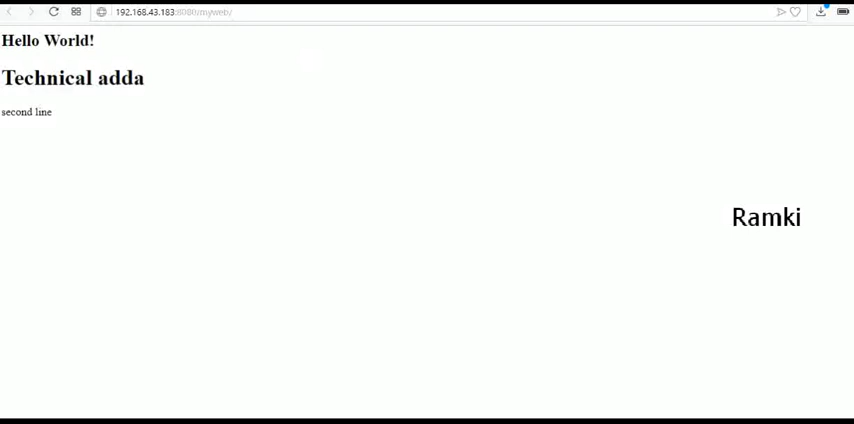 192.168.43.183:8080/myweb/
Hello World!
Technical adda
second line
Ramki